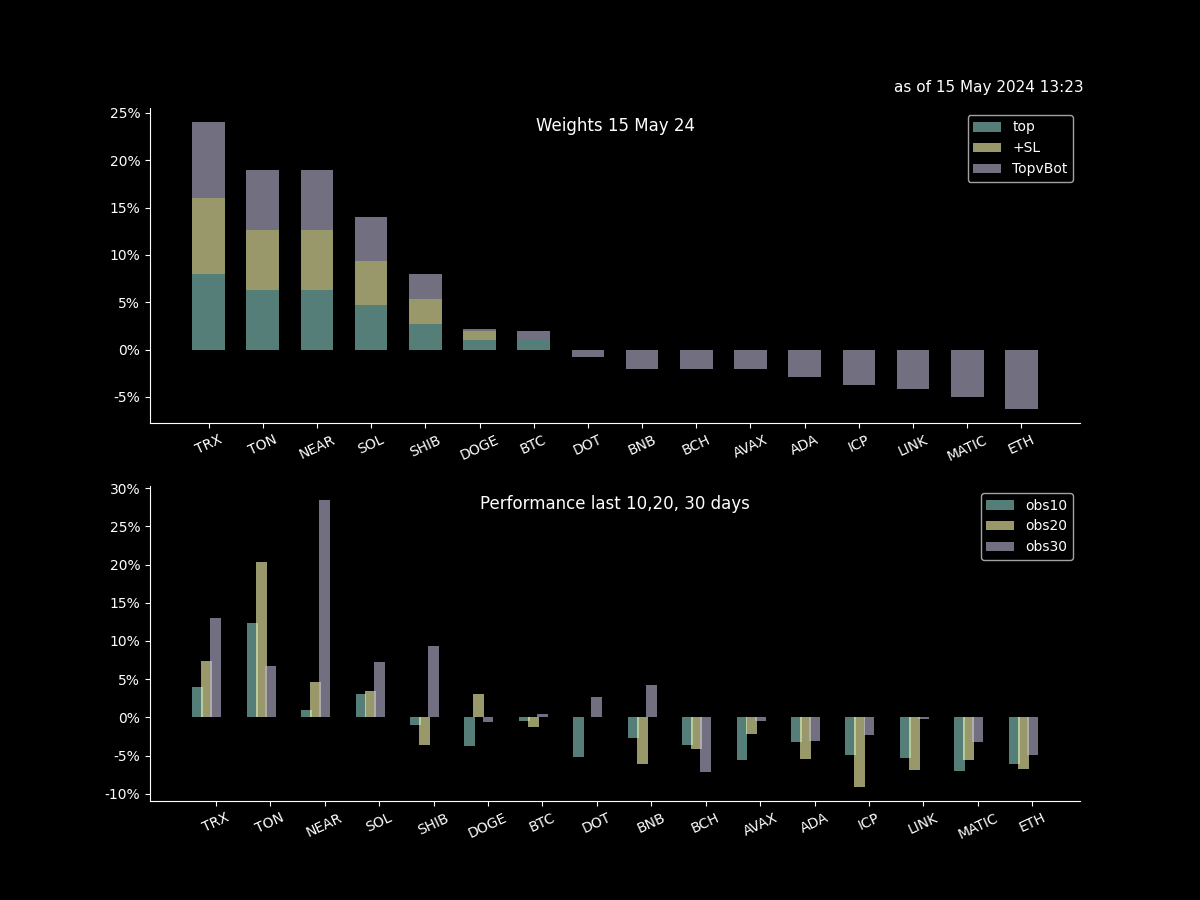 as of 15 May 2024 13:23
Weights 15 May 24
25%
20%
15%
10%
5%
0%
-5%
top
+SL
TopvBot
TRX TON NEAR SOL SHIB DOGE BTC DOT BNB BCH AVAX ADA ICP LINK MATIC ETH
Performance last 10,20, 30 days
30%
25%
20%
15%
10%
5%
0%
-5%
-10%
obs10
obs20
obs30
TRX TON NEAR SOL SHIB DOGE BTC DOT BNB BCH AVAX ADA ICP LINK MATIC ETH